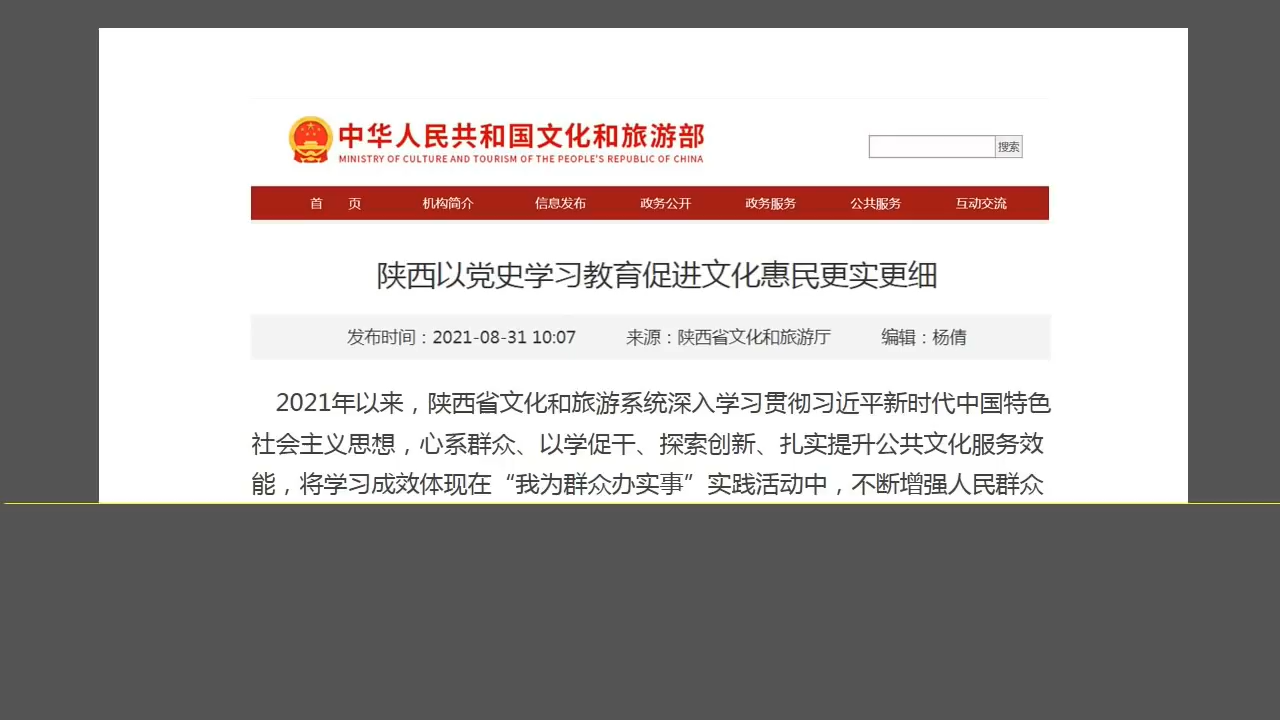 中华人民共和国文化和旅游部
MINISTRY OF CULTURE AND TOURISM OF THE PEOPLE'S REPUBLIC OF CHINA
搜索
首 页 机构简介 信息发布 政务公开 政务服务 公共服务 互动交流
陕西以党史学习教育促进文化惠民更实更细
发布时间：2021-08-31 10:07 来源：陕西省文化和旅游厅 编辑：杨倩
2021年以来，陕西省文化和旅游系统深入学习贯彻习近平新时代中国特色
社会主义思想，心系群众、以学促干、探索创新、扎实提升公共文化服务效
能，将学习成效体现在“我为群众办实事”实践活动中，不断增强人民群众